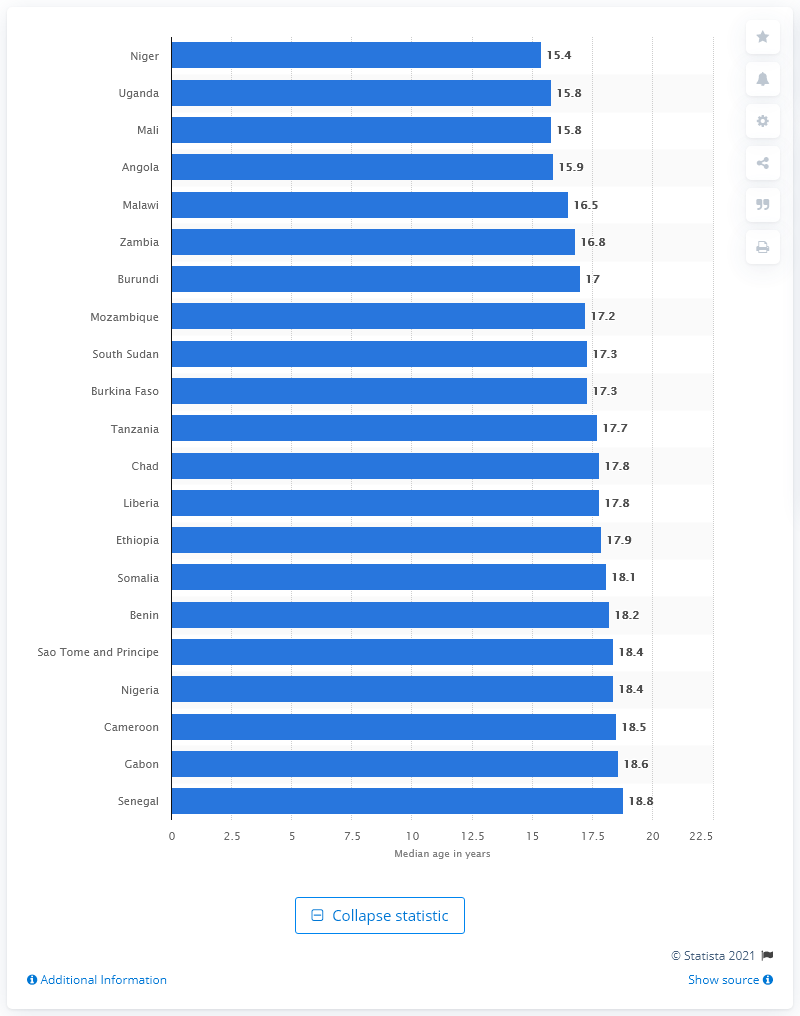 Niger 15.4
Uganda 15.8
Mali 15.8
Angola 15.9
Malawi 16.5
Zambia 16.8
Burundi 17
Mozambique 17.2
South Sudan 17.3
Burkina Faso 17.3
Tanzania 17.7
Chad 17.8
Liberia 17.8
Ethiopia 17.9
Somalia 18.1
Benin 18.2
Sao Tome and Principe 18.4
Nigeria 18.4
Cameroon 18.5
Gabon 18.6
Senegal 18.8
0 2.5 5 7.5 10 12.5 15 17.5 20 22.5
Median age in years
Collapse statistic
© Statista 2021
Additional Information Show source